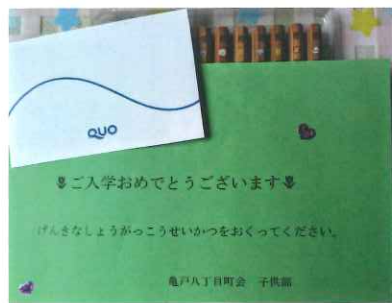 QUO
ご入学おめでとうございます
げんきなしょうがっこうせいかつをおくってください。
亀戸八丁目町会　子供部